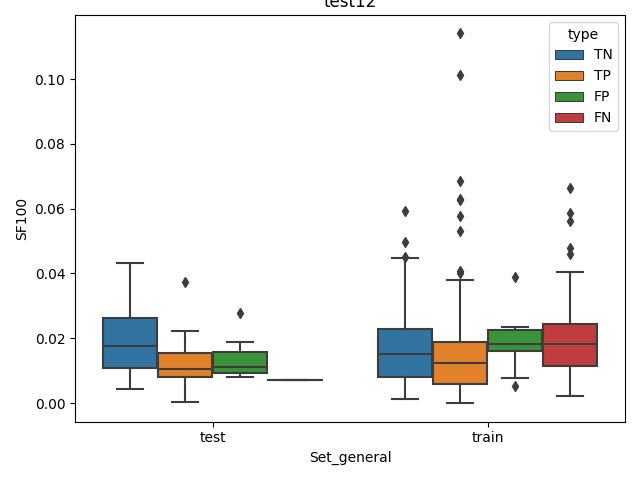 test12
type
TN
TP
FP
FN
0.10
0.08
0.06
0.04
0.02
0.00
SF100
test
train
Set_general